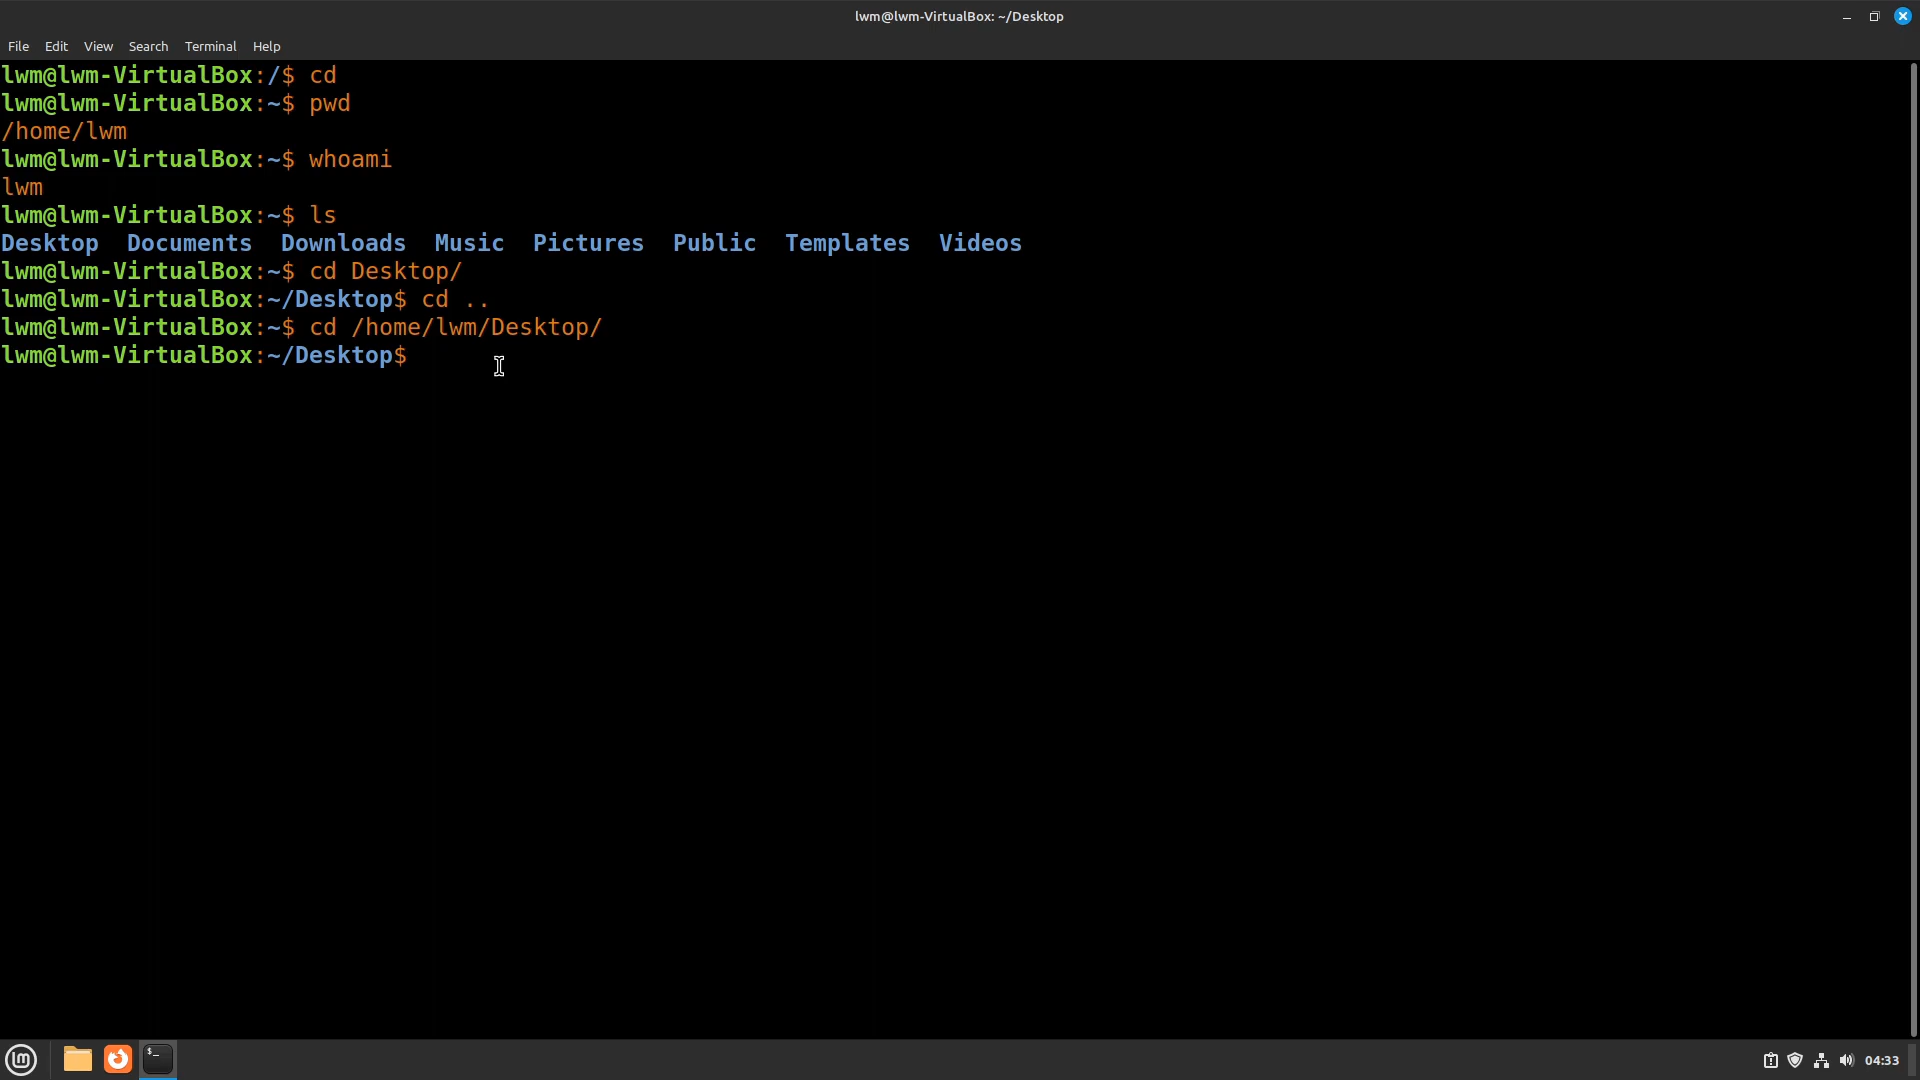 lwm@lwm-VirtualBox: ~/Desktop
File Edit View Search Terminal Help
lwm@lwm-VirtualBox:/$ cd
lwm@lwm-VirtualBox:~$ pwd
/home/lwm
lwm@lwm-VirtualBox:~$ whoami
lwm
lwm@lwm-VirtualBox:~$ ls
Desktop  Documents  Downloads  Music  Pictures  Public  Templates  Videos
lwm@lwm-VirtualBox:~$ cd Desktop/
lwm@lwm-VirtualBox:~/Desktop$ cd ..
lwm@lwm-VirtualBox:~$ cd /home/lwm/Desktop/
lwm@lwm-VirtualBox:~/Desktop$
04:33